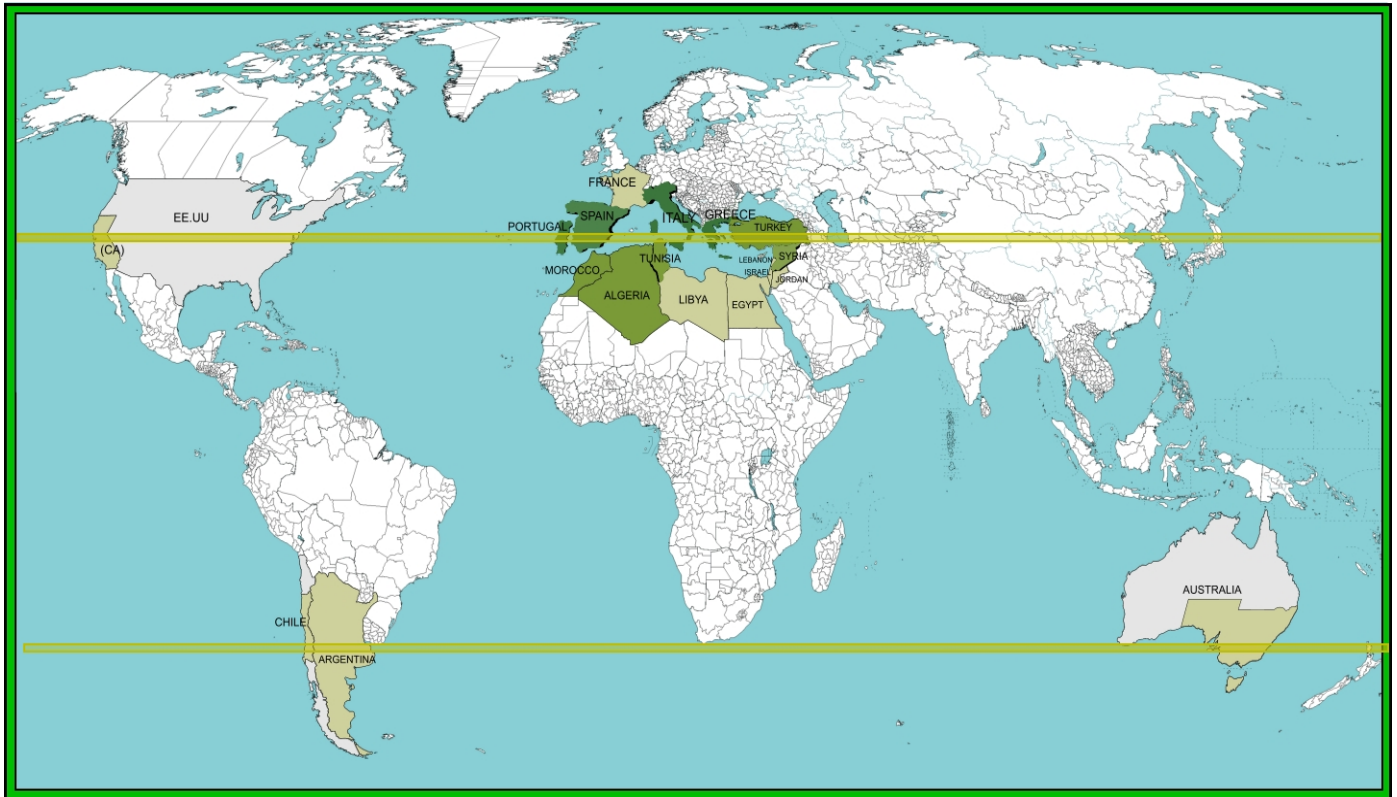 FRANCE
EE.UU
SPAIN
ITALY
GREECE
PORTUGAL
TURKEY
(CA)
TUNISIA
LEBANON
SYRIA
MOROCCO
ISRAEL
JORDAN
ALGERIA
LIBYA
EGYPT
AUSTRALIA
CHILE
ARGENTINA